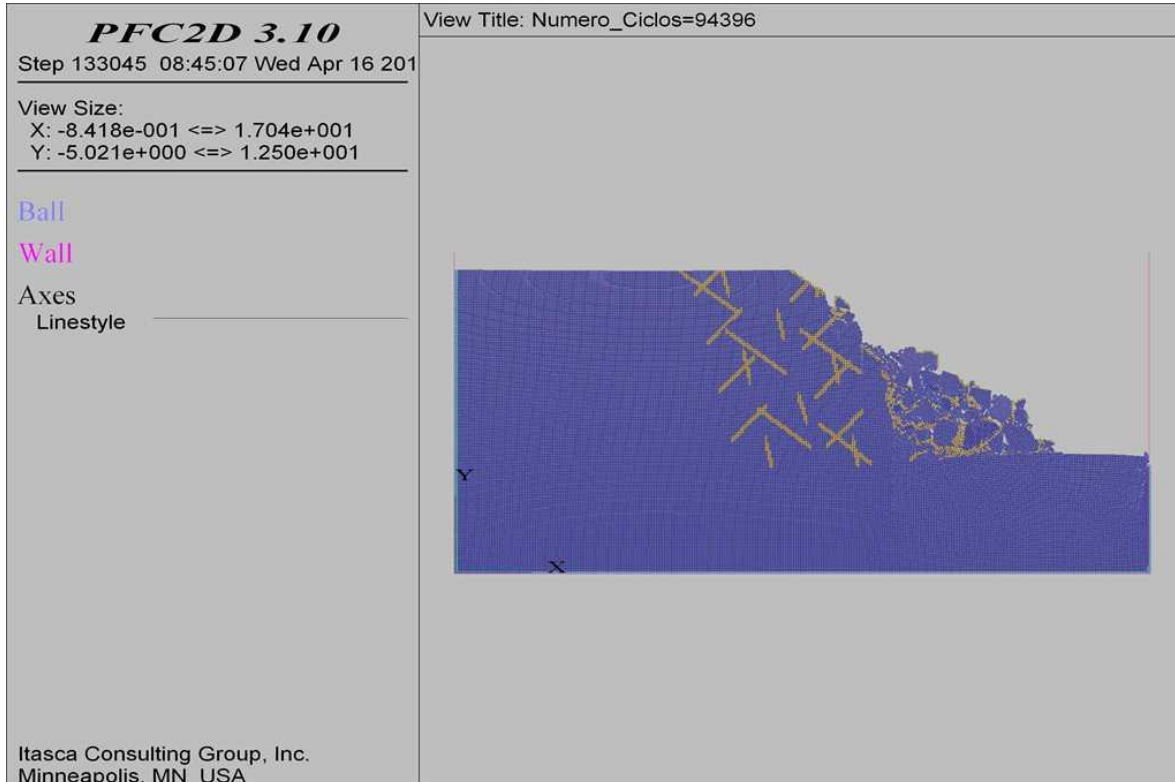 PFC2D 3.10
Step 133045 08:45:07 Wed Apr 16 201
View Size:
X: -8.418e-001 <=> 1.704e+001
Y: -5.021e+000 <=> 1.250e+001
Ball
Wall
Axes
Linestyle
Itasca Consulting Group, Inc.
Minneapolis, MN USA
View Title: Numero_Ciclos=94396
Y
X